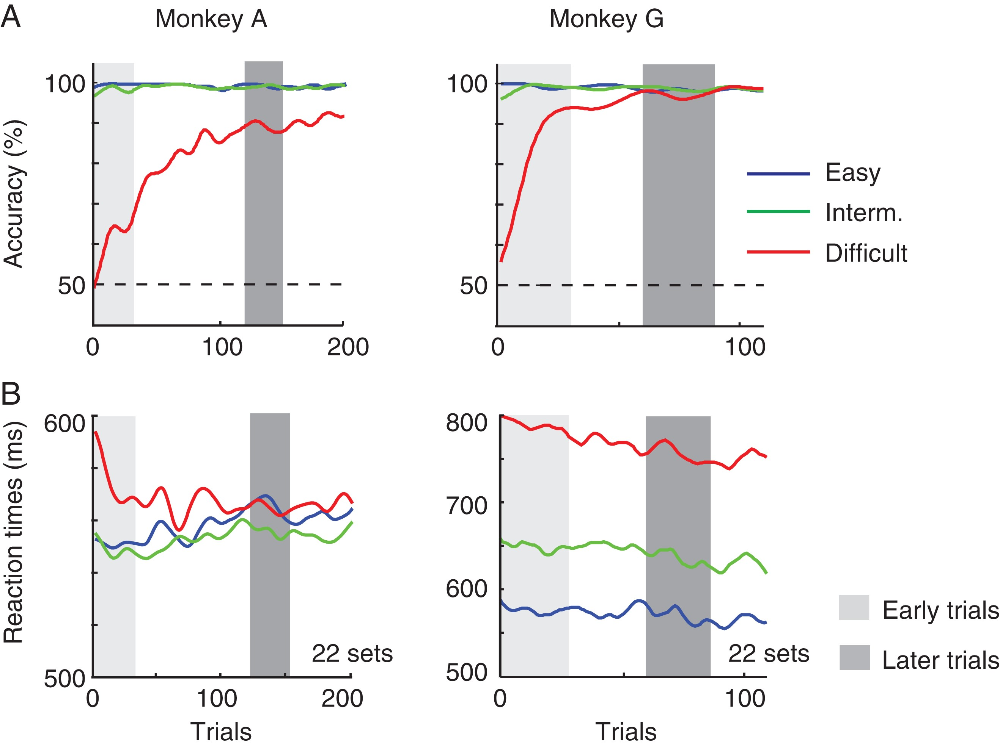 A
Monkey A
Monkey G
Accuracy (%)
100
50
0
100
200
100
50
0
100
Easy
Interm.
Difficult
B
Reaction times (ms)
600
500
0
100
200
Trials
22 sets
800
700
600
500
0
100
Trials
22 sets
Early trials
Later trials